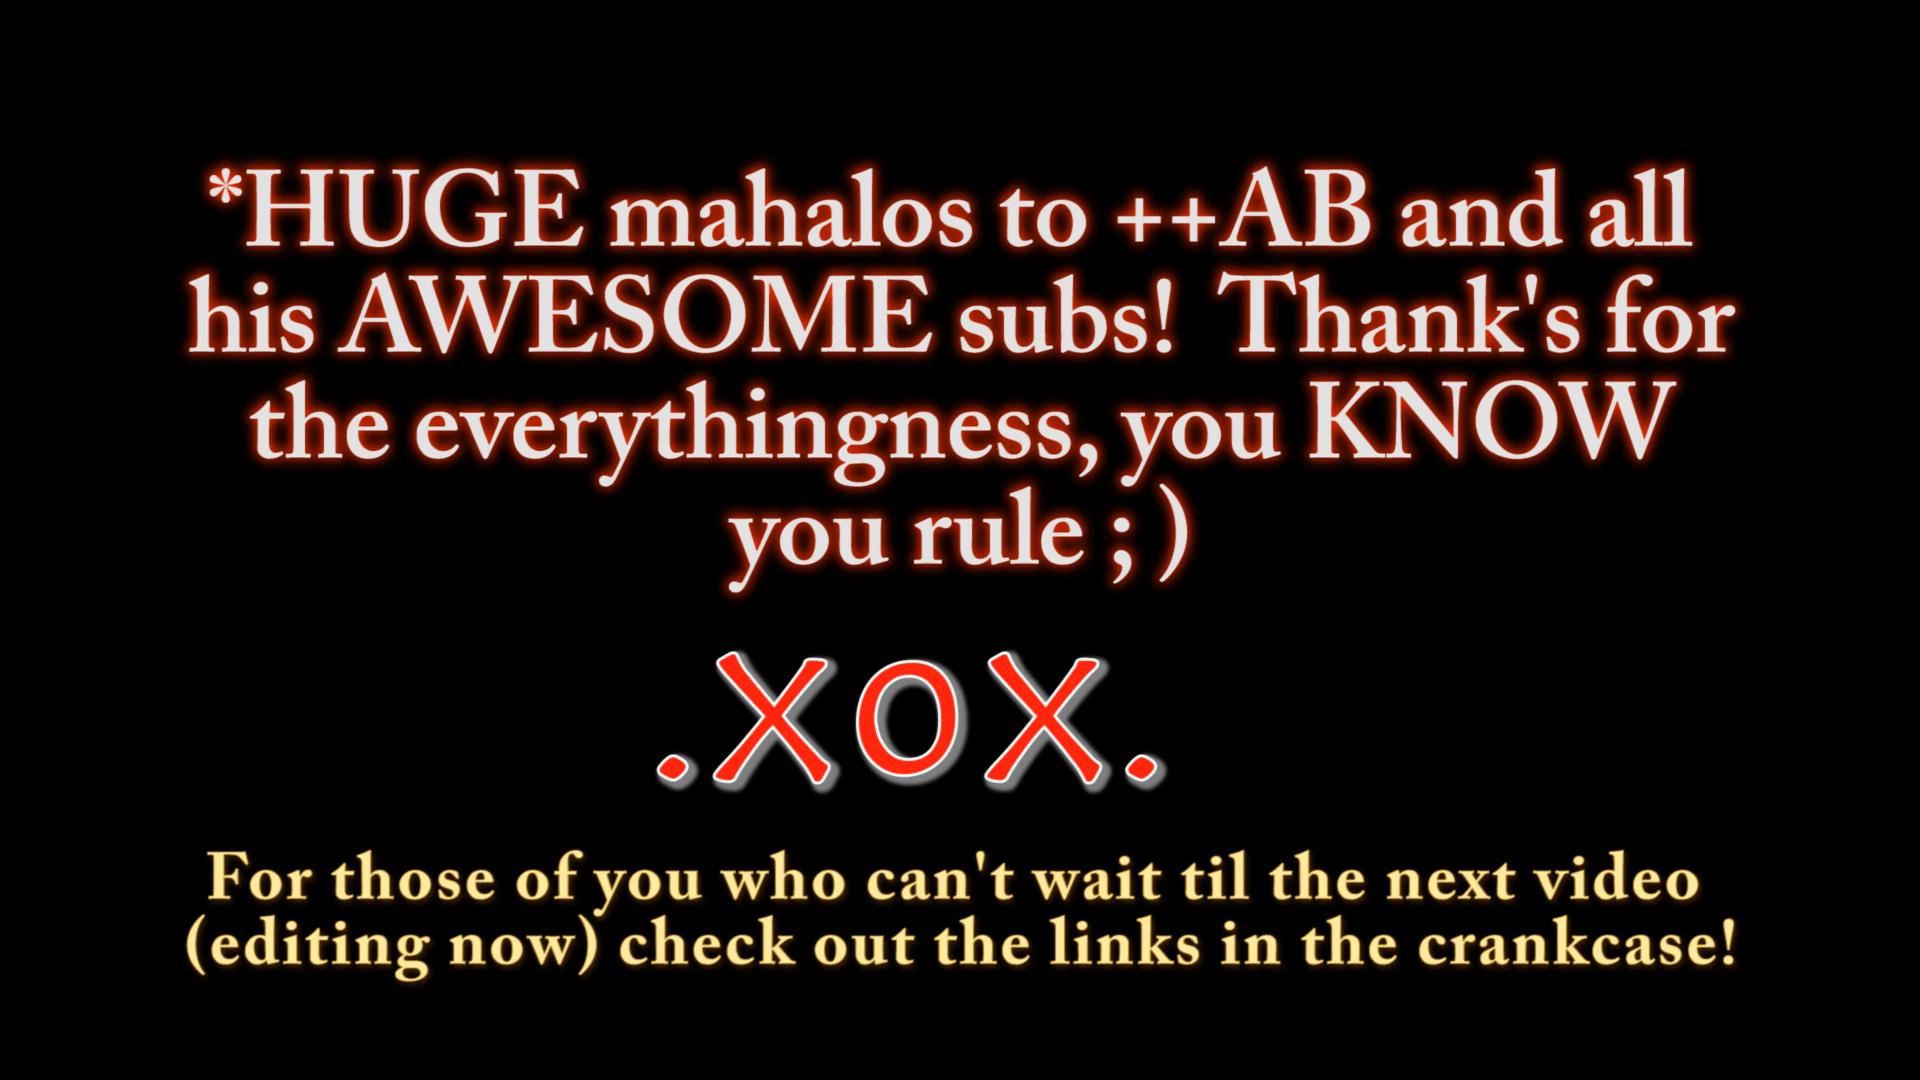 *HUGE mahalos to ++AB and all
his AWESOME subs!  Thank's for
the everythingness, you KNOW
you rule ; )
.xox.
For those of you who can't wait til the next video
(editing now) check out the links in the crankcase!